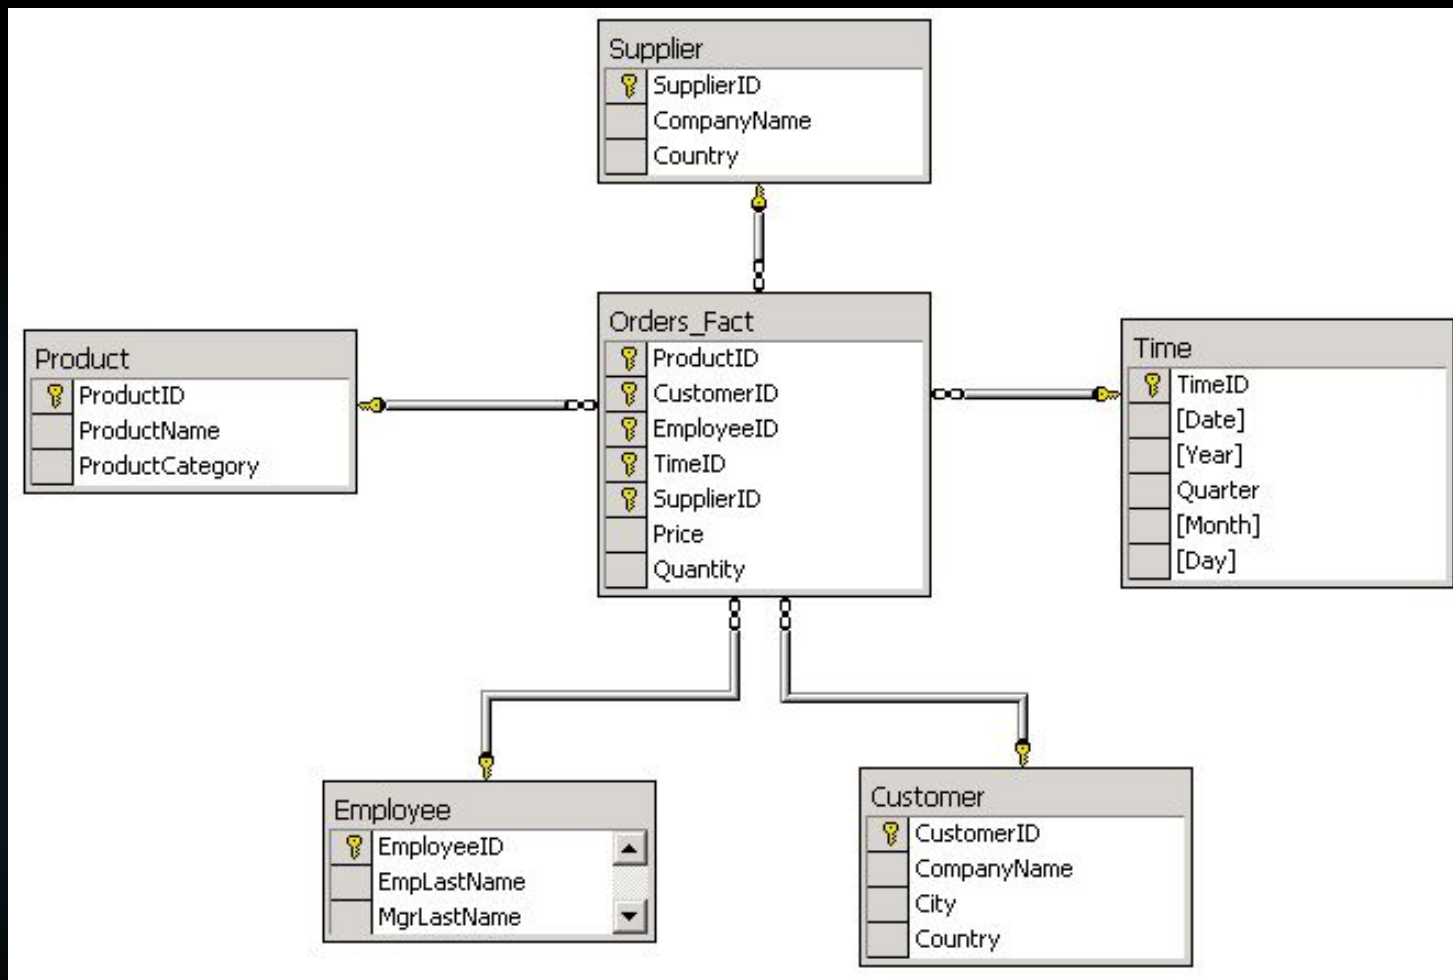 Supplier
SupplierID
CompanyName
Country
Orders_Fact
ProductID
CustomerID
EmployeeID
TimeID
SupplierID
Price
Quantity
Product
ProductID
ProductName
ProductCategory
Time
TimeID
[Date]
[Year]
Quarter
[Month]
[Day]
Employee
EmployeeID
EmpLastName
MgrLastName
Customer
CustomerID
CompanyName
City
Country